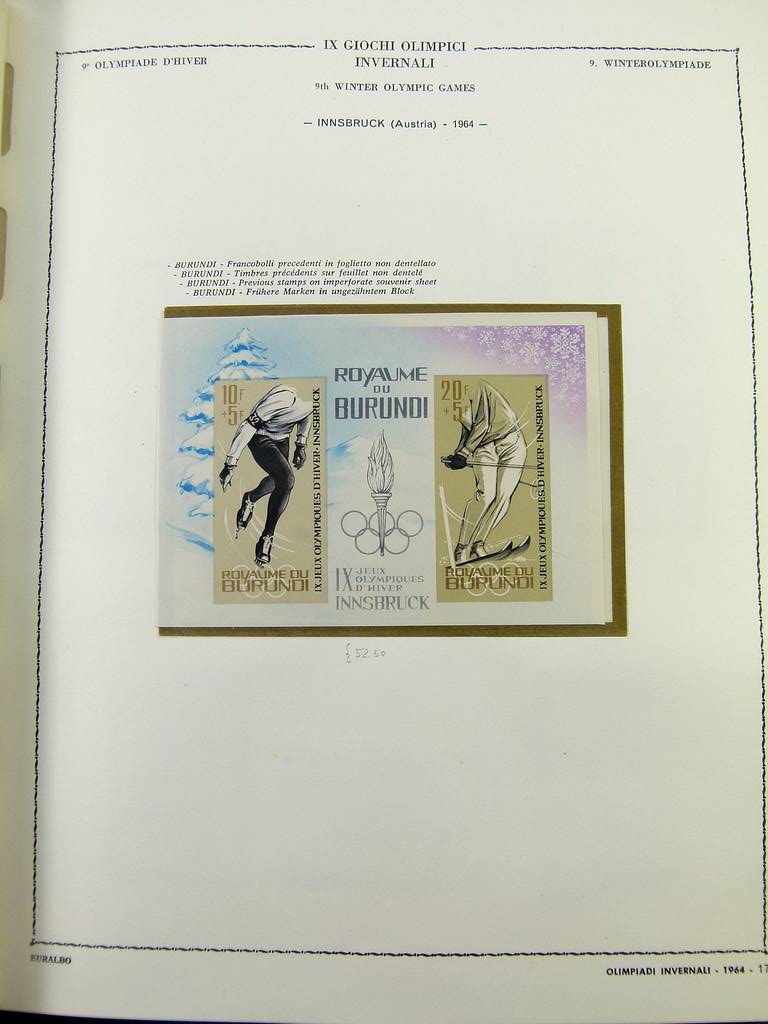 IX GIOCHI OLIMPICI
INVERNALI
9e OLYMPIADE D'HIVER
9. WINTEROLYMPIADE
9th WINTER OLYMPIC GAMES
— INNSBRUCK (Austria) - 1964 —
- BURUNDI - Francobolli precedenti in foglietto non dentellato
- BURUNDI - Timbres précédents sur feuillet non dentelé
- BURUNDI - Previous stamps on imperforate souvenir sheet
- BURUNDI - Frühere Marken in ungezähntem Block
10F
+5F
IX JEUX OLYMPIQUES D'HIVER·INNSBRUCK
ROYAUME DU
BURUNDI
ROYAUME
DU
BURUNDI
IX JEUX
OLYMPIQUES
D'HIVER
INNSBRUCK
20F
+5F
IX JEUX OLYMPIQUES D'HIVER·INNSBRUCK
ROYAUME DU
BURUNDI
52.50
EURALBO
OLIMPIADI INVERNALI - 1964 - 17